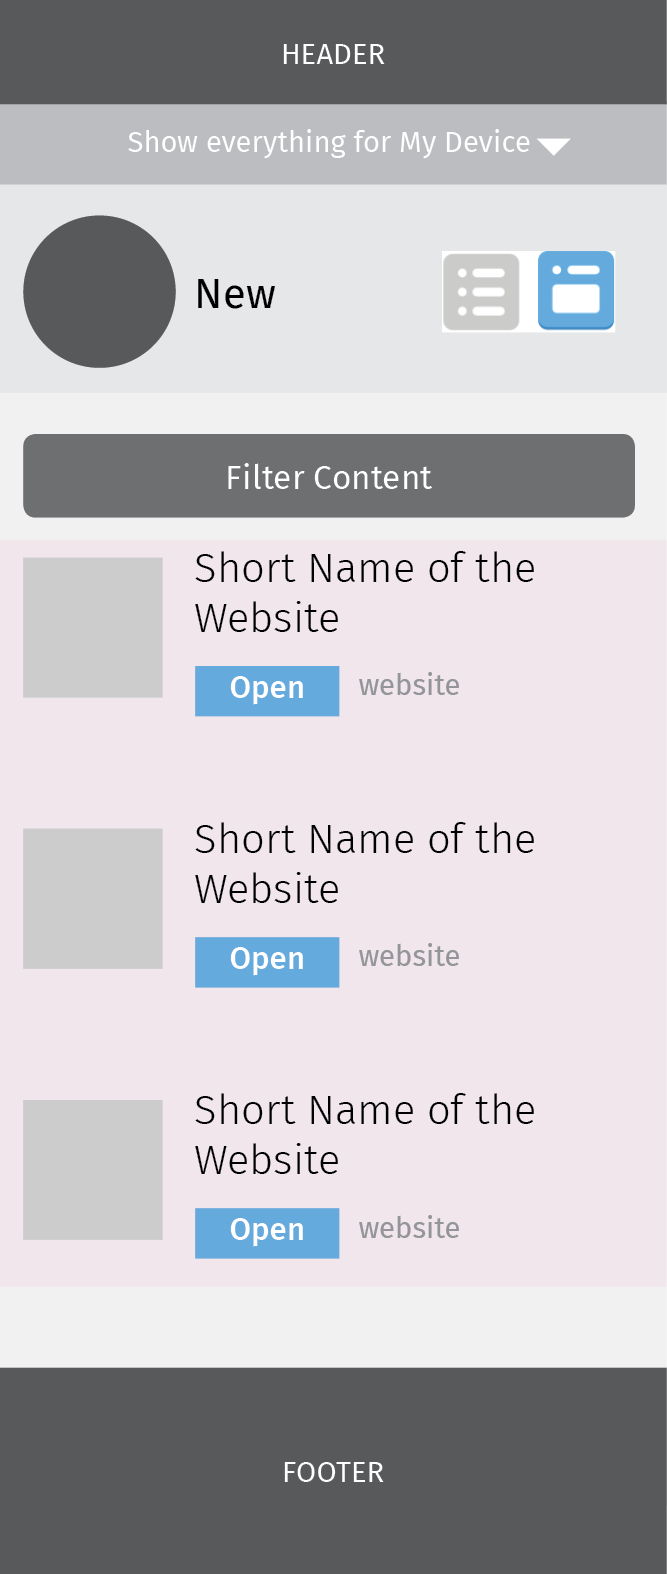 HEADER
Show everything for My Device
New
Filter Content
Short Name of the
Website
Open website
Short Name of the
Website
Open website
Short Name of the
Website
Open website
FOOTER